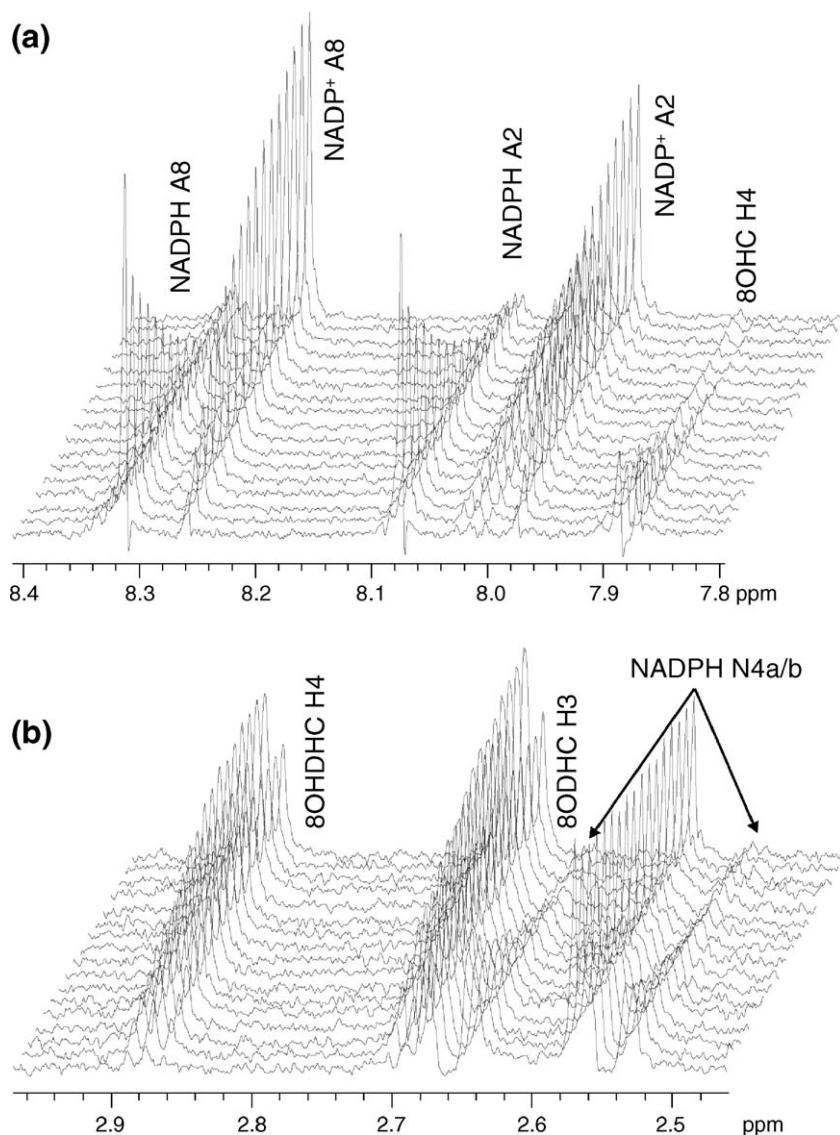 (a)
NADPH A8
NADP+ A8
NADPH A2
NADP+ A2
8OHC H4
8.4 8.3 8.2 8.1 8.0 7.9 7.8 ppm
(b)
8OHDHC H4
8ODHC H3
NADPH N4a/b
2.9 2.8 2.7 2.6 2.5 ppm